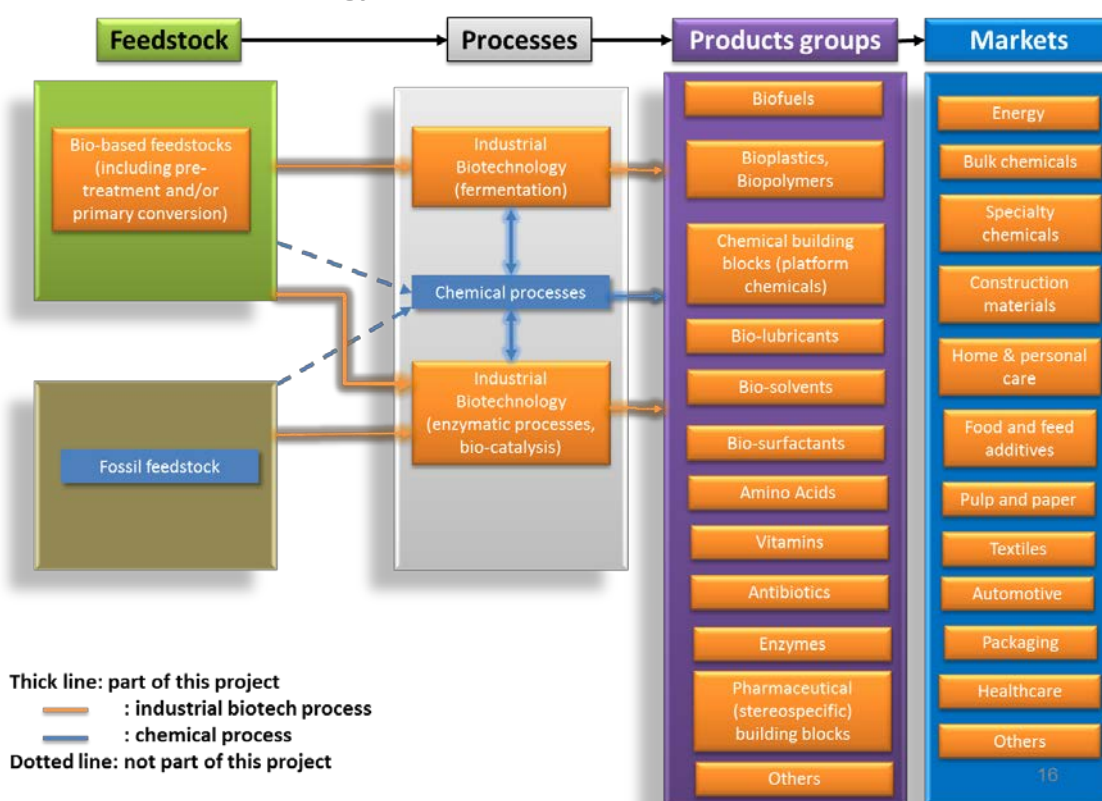 Feedstock
Processes
Products groups
Markets
Bio-based feedstocks
(including pre-
treatment and/or
primary conversion)
Fossil feedstock
Industrial
Biotechnology
(fermentation)
Chemical processes
Industrial
Biotechnology
(enzymatic processes,
bio-catalysis)
Biofuels
Bioplastics,
Biopolymers
Chemical building
blocks (platform
chemicals)
Bio-lubricants
Bio-solvents
Bio-surfactants
Amino Acids
Vitamins
Antibiotics
Enzymes
Pharmaceutical
(stereospecific)
building blocks
Others
Energy
Bulk chemicals
Specialty
chemicals
Construction
materials
Home & personal
care
Food and feed
additives
Pulp and paper
Textiles
Automotive
Packaging
Healthcare
Others
16
Thick line: part of this project
: industrial biotech process
: chemical process
Dotted line: not part of this project